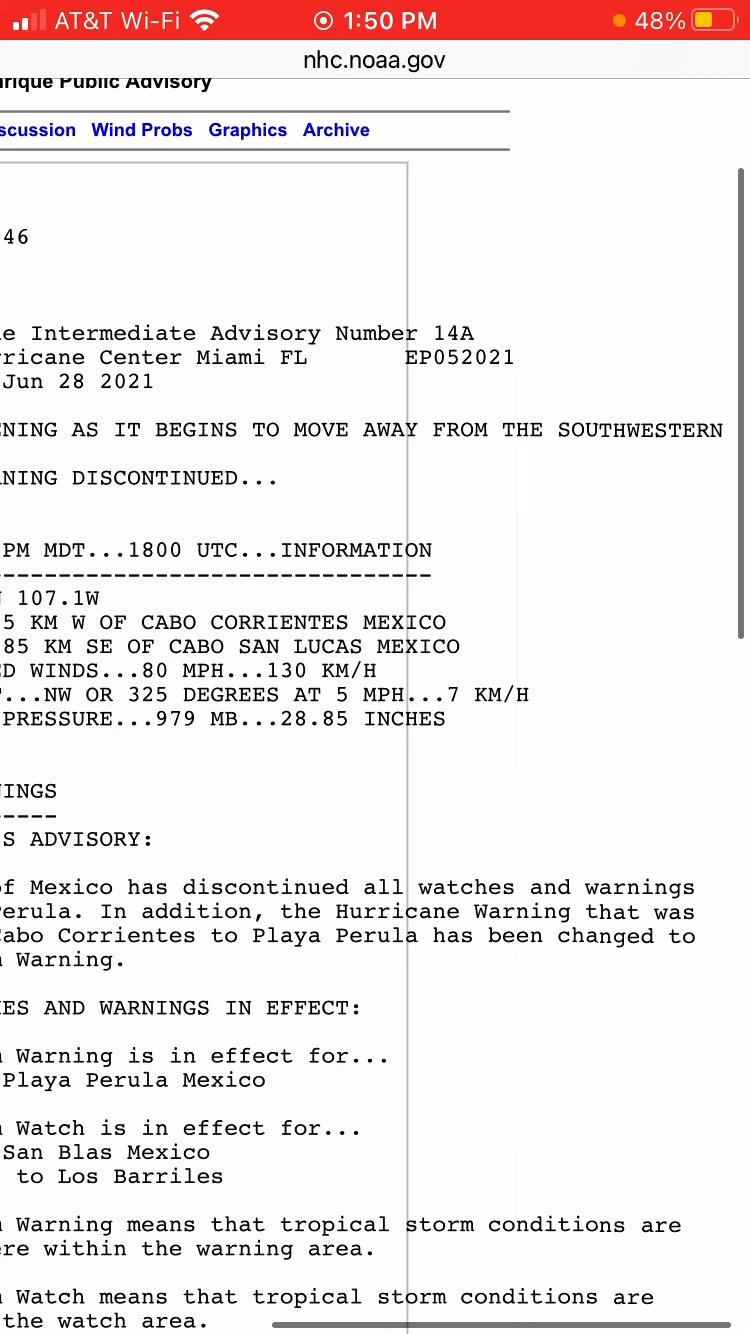 AT&T Wi-Fi 1:50 PM 48%
nhc.noaa.gov
rique Public Advisory
scussion Wind Probs Graphics Archive
46
e Intermediate Advisory Number 14A
rricane Center Miami FL EP052021
Jun 28 2021
ENING AS IT BEGINS TO MOVE AWAY FROM THE SOUTHWESTERN
RNING DISCONTINUED...
PM MDT...1800 UTC...INFORMATION
-------------------------------
107.1W
5 KM W OF CABO CORRIENTES MEXICO
85 KM SE OF CABO SAN LUCAS MEXICO
ED WINDS...80 MPH...130 KM/H
T...NW OR 325 DEGREES AT 5 MPH...7 KM/H
PRESSURE...979 MB...28.85 INCHES
NINGS
-----
S ADVISORY:
of Mexico has discontinued all watches and warnings
Perula. In addition, the Hurricane Warning that was
Cabo Corrientes to Playa Perula has been changed to
Warning.
ES AND WARNINGS IN EFFECT:
Warning is in effect for...
Playa Perula Mexico
Watch is in effect for...
San Blas Mexico
to Los Barriles
Warning means that tropical storm conditions are
ere within the warning area.
Watch means that tropical storm conditions are
the watch area.